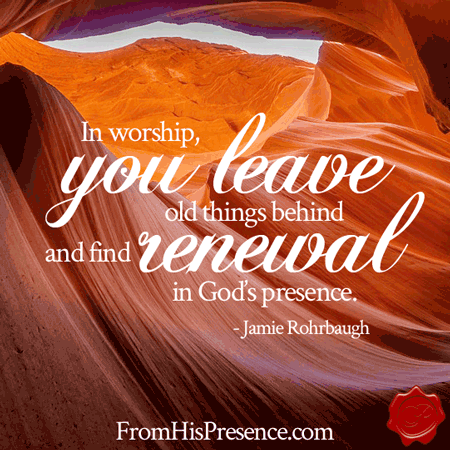 In worship,
you leave
old things behind
and find renewal
in God's presence.
- Jamie Rohrbaugh
FromHisPresence.com